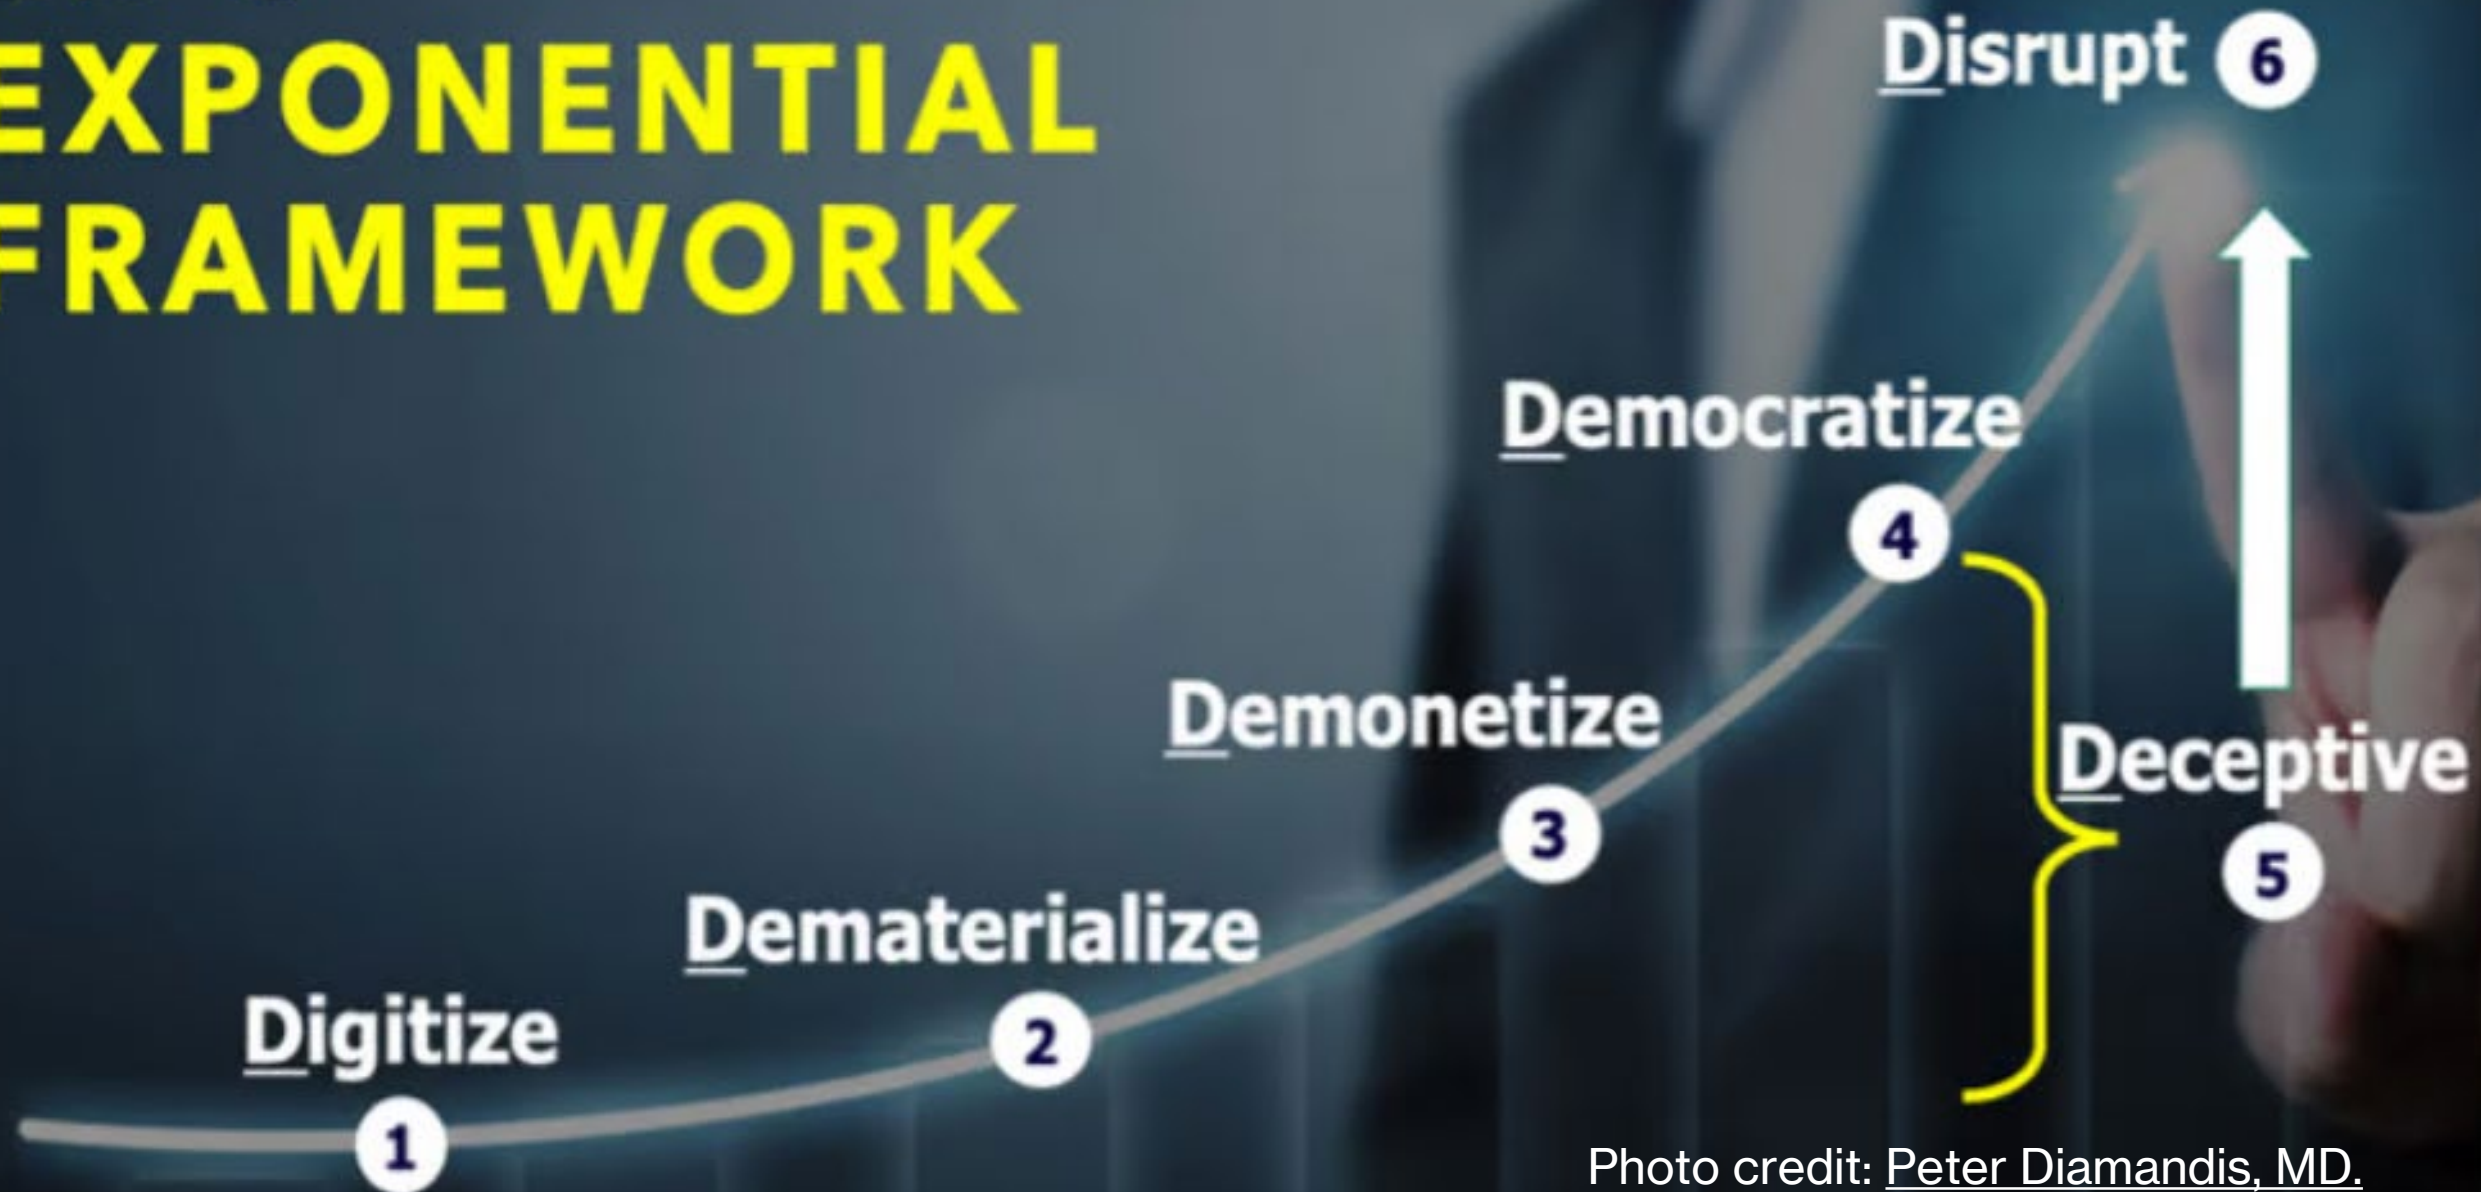 EXPONENTIAL
FRAMEWORK
Disrupt 6
Democratize
4
Deceptive
5
Demonetize
3
Dematerialize
2
Digitize
1
Photo credit: Peter Diamandis, MD.